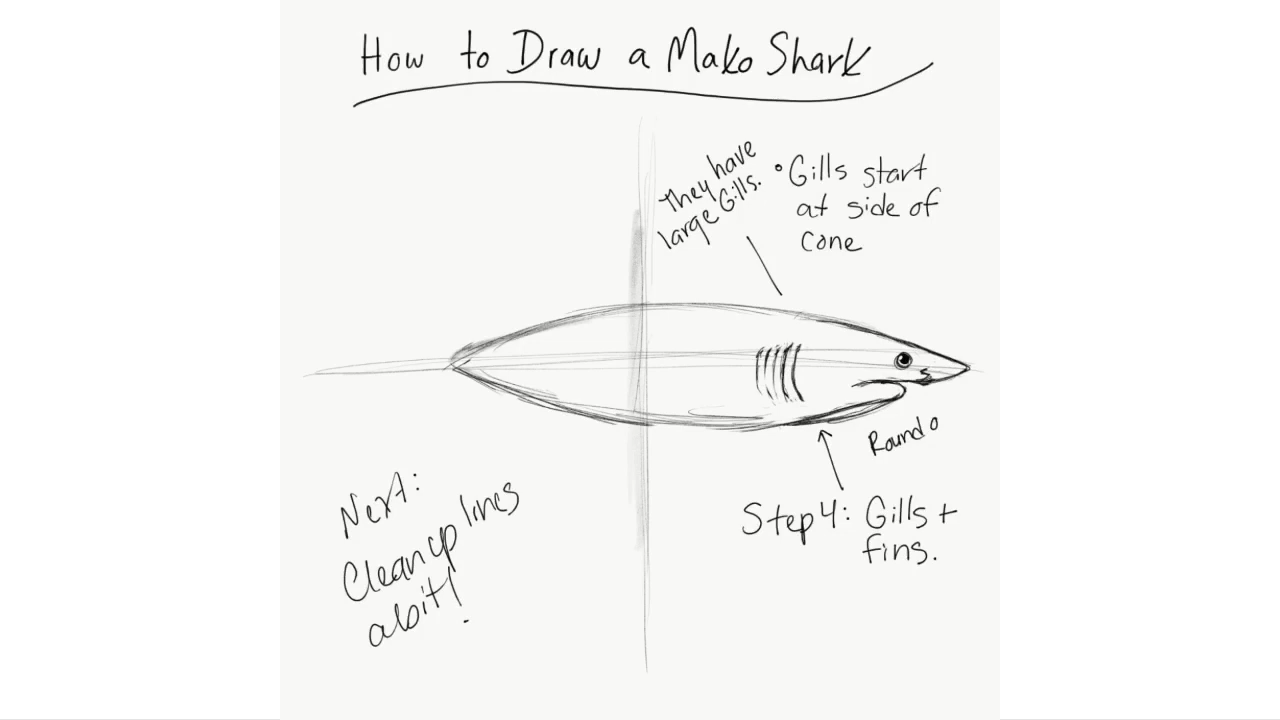 How to Draw a Mako Shark
They have
large Gills.
• Gills start
at side of
cone
Round
Step 4: Gills +
fins.
Next:
Clean up lines
a bit!